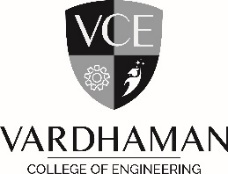 VCE
VARDHAMAN
COLLEGE OF ENGINEERING